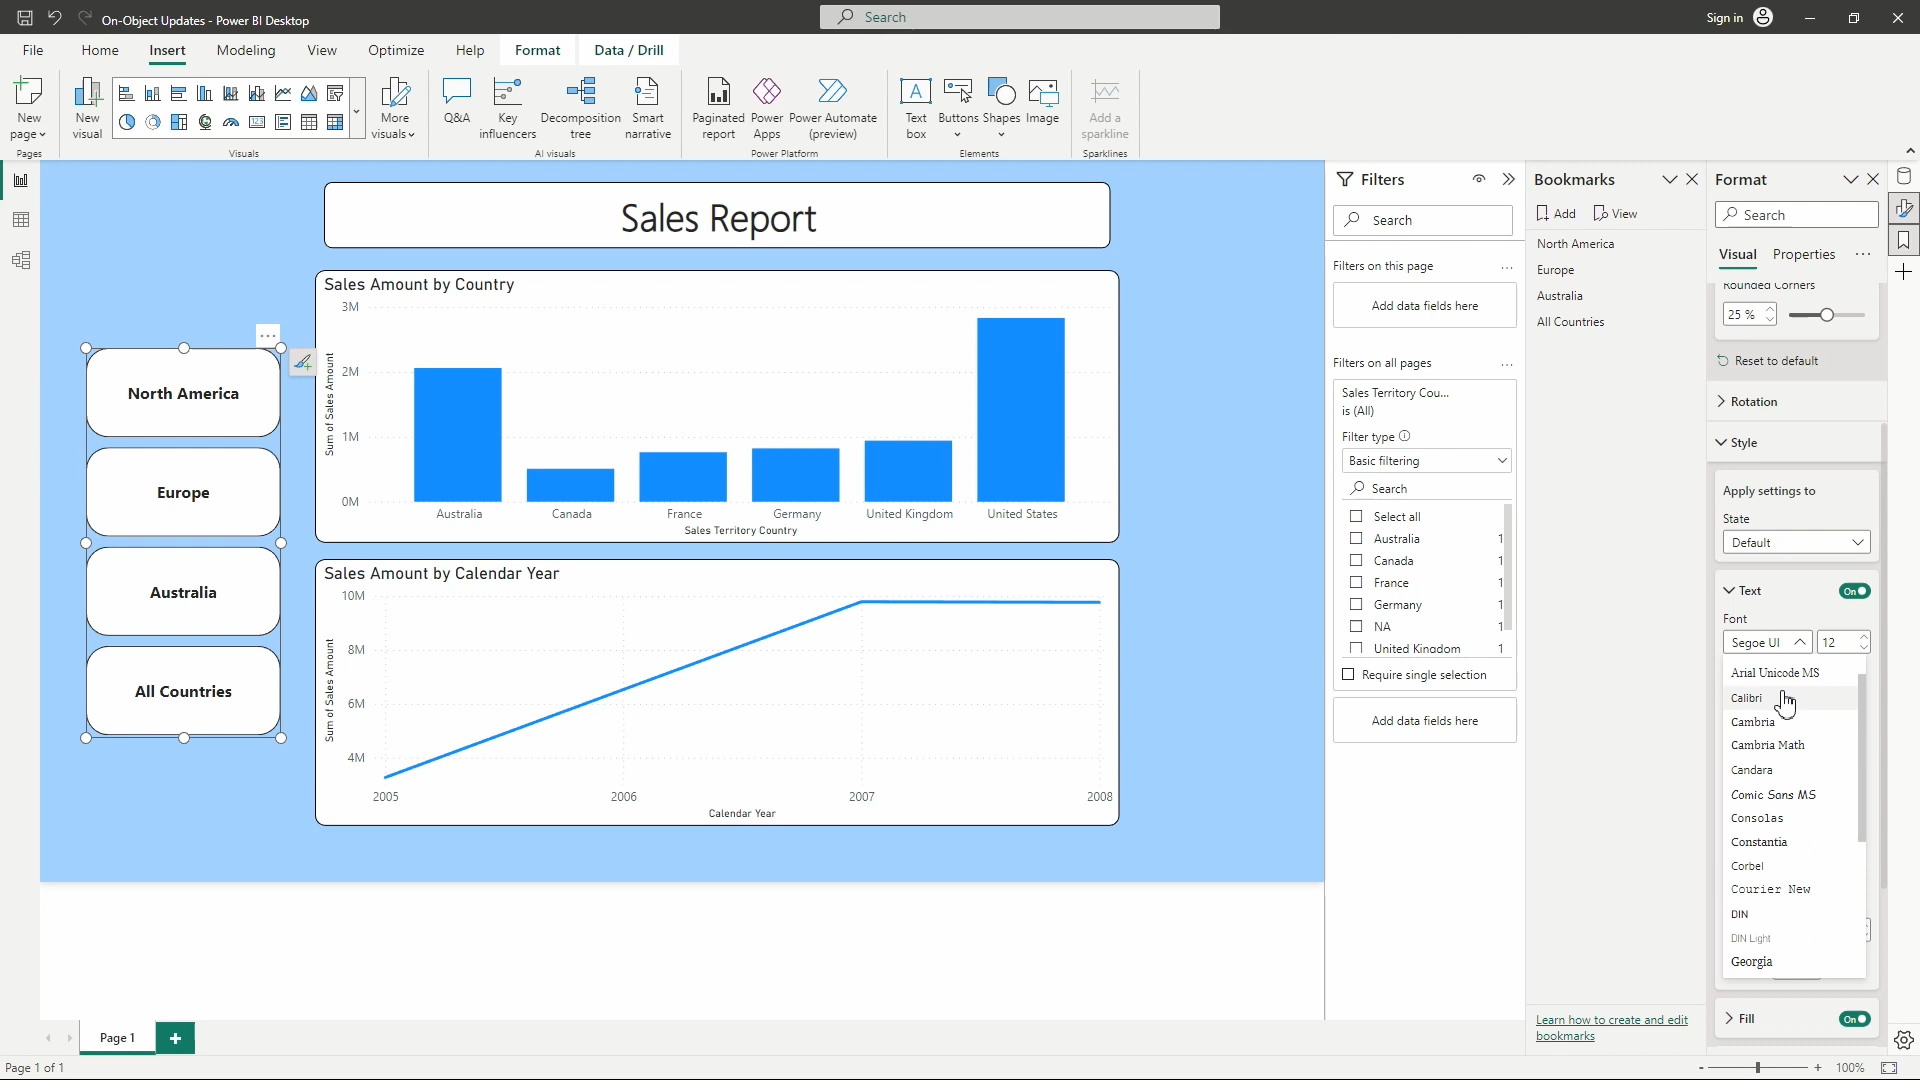 On-Object Updates - Power BI Desktop
Search
Sign in
File
Home
Insert
Modeling
View
Optimize
Help
Format
Data / Drill
New page
New visual
More visuals
Q&A
Key influencers
Decomposition tree
Smart narrative
Paginated report
Power Apps
Power Automate (preview)
Text box
Buttons
Shapes
Image
Add a sparkline
Pages
Visuals
AI visuals
Power Platform
Elements
Sparklines
Sales Report
North America
Europe
Australia
All Countries
Sales Amount by Country
3M
2M
1M
0M
Sum of Sales Amount
Australia
Canada
France
Germany
United Kingdom
United States
Sales Territory Country
Sales Amount by Calendar Year
10M
8M
6M
4M
Sum of Sales Amount
2005
2006
2007
2008
Calendar Year
Filters
Search
Filters on this page
Add data fields here
Filters on all pages
Sales Territory Cou...
is (All)
Filter type
Basic filtering
Search
Select all
Australia 1
Canada 1
France 1
Germany 1
NA 1
United Kingdom 1
Require single selection
Add data fields here
Bookmarks
Add
View
North America
Europe
Australia
All Countries
Learn how to create and edit
bookmarks
Format
Search
Visual
Properties
Rounded Corners
25 %
Reset to default
Rotation
Style
Apply settings to
State
Default
Text
On
Font
Segoe UI
12
Arial Unicode MS
Calibri
Cambria
Cambria Math
Candara
Comic Sans MS
Consolas
Constantia
Corbel
Courier New
DIN
DIN Light
Georgia
Fill
On
Page 1
Page 1 of 1
100%